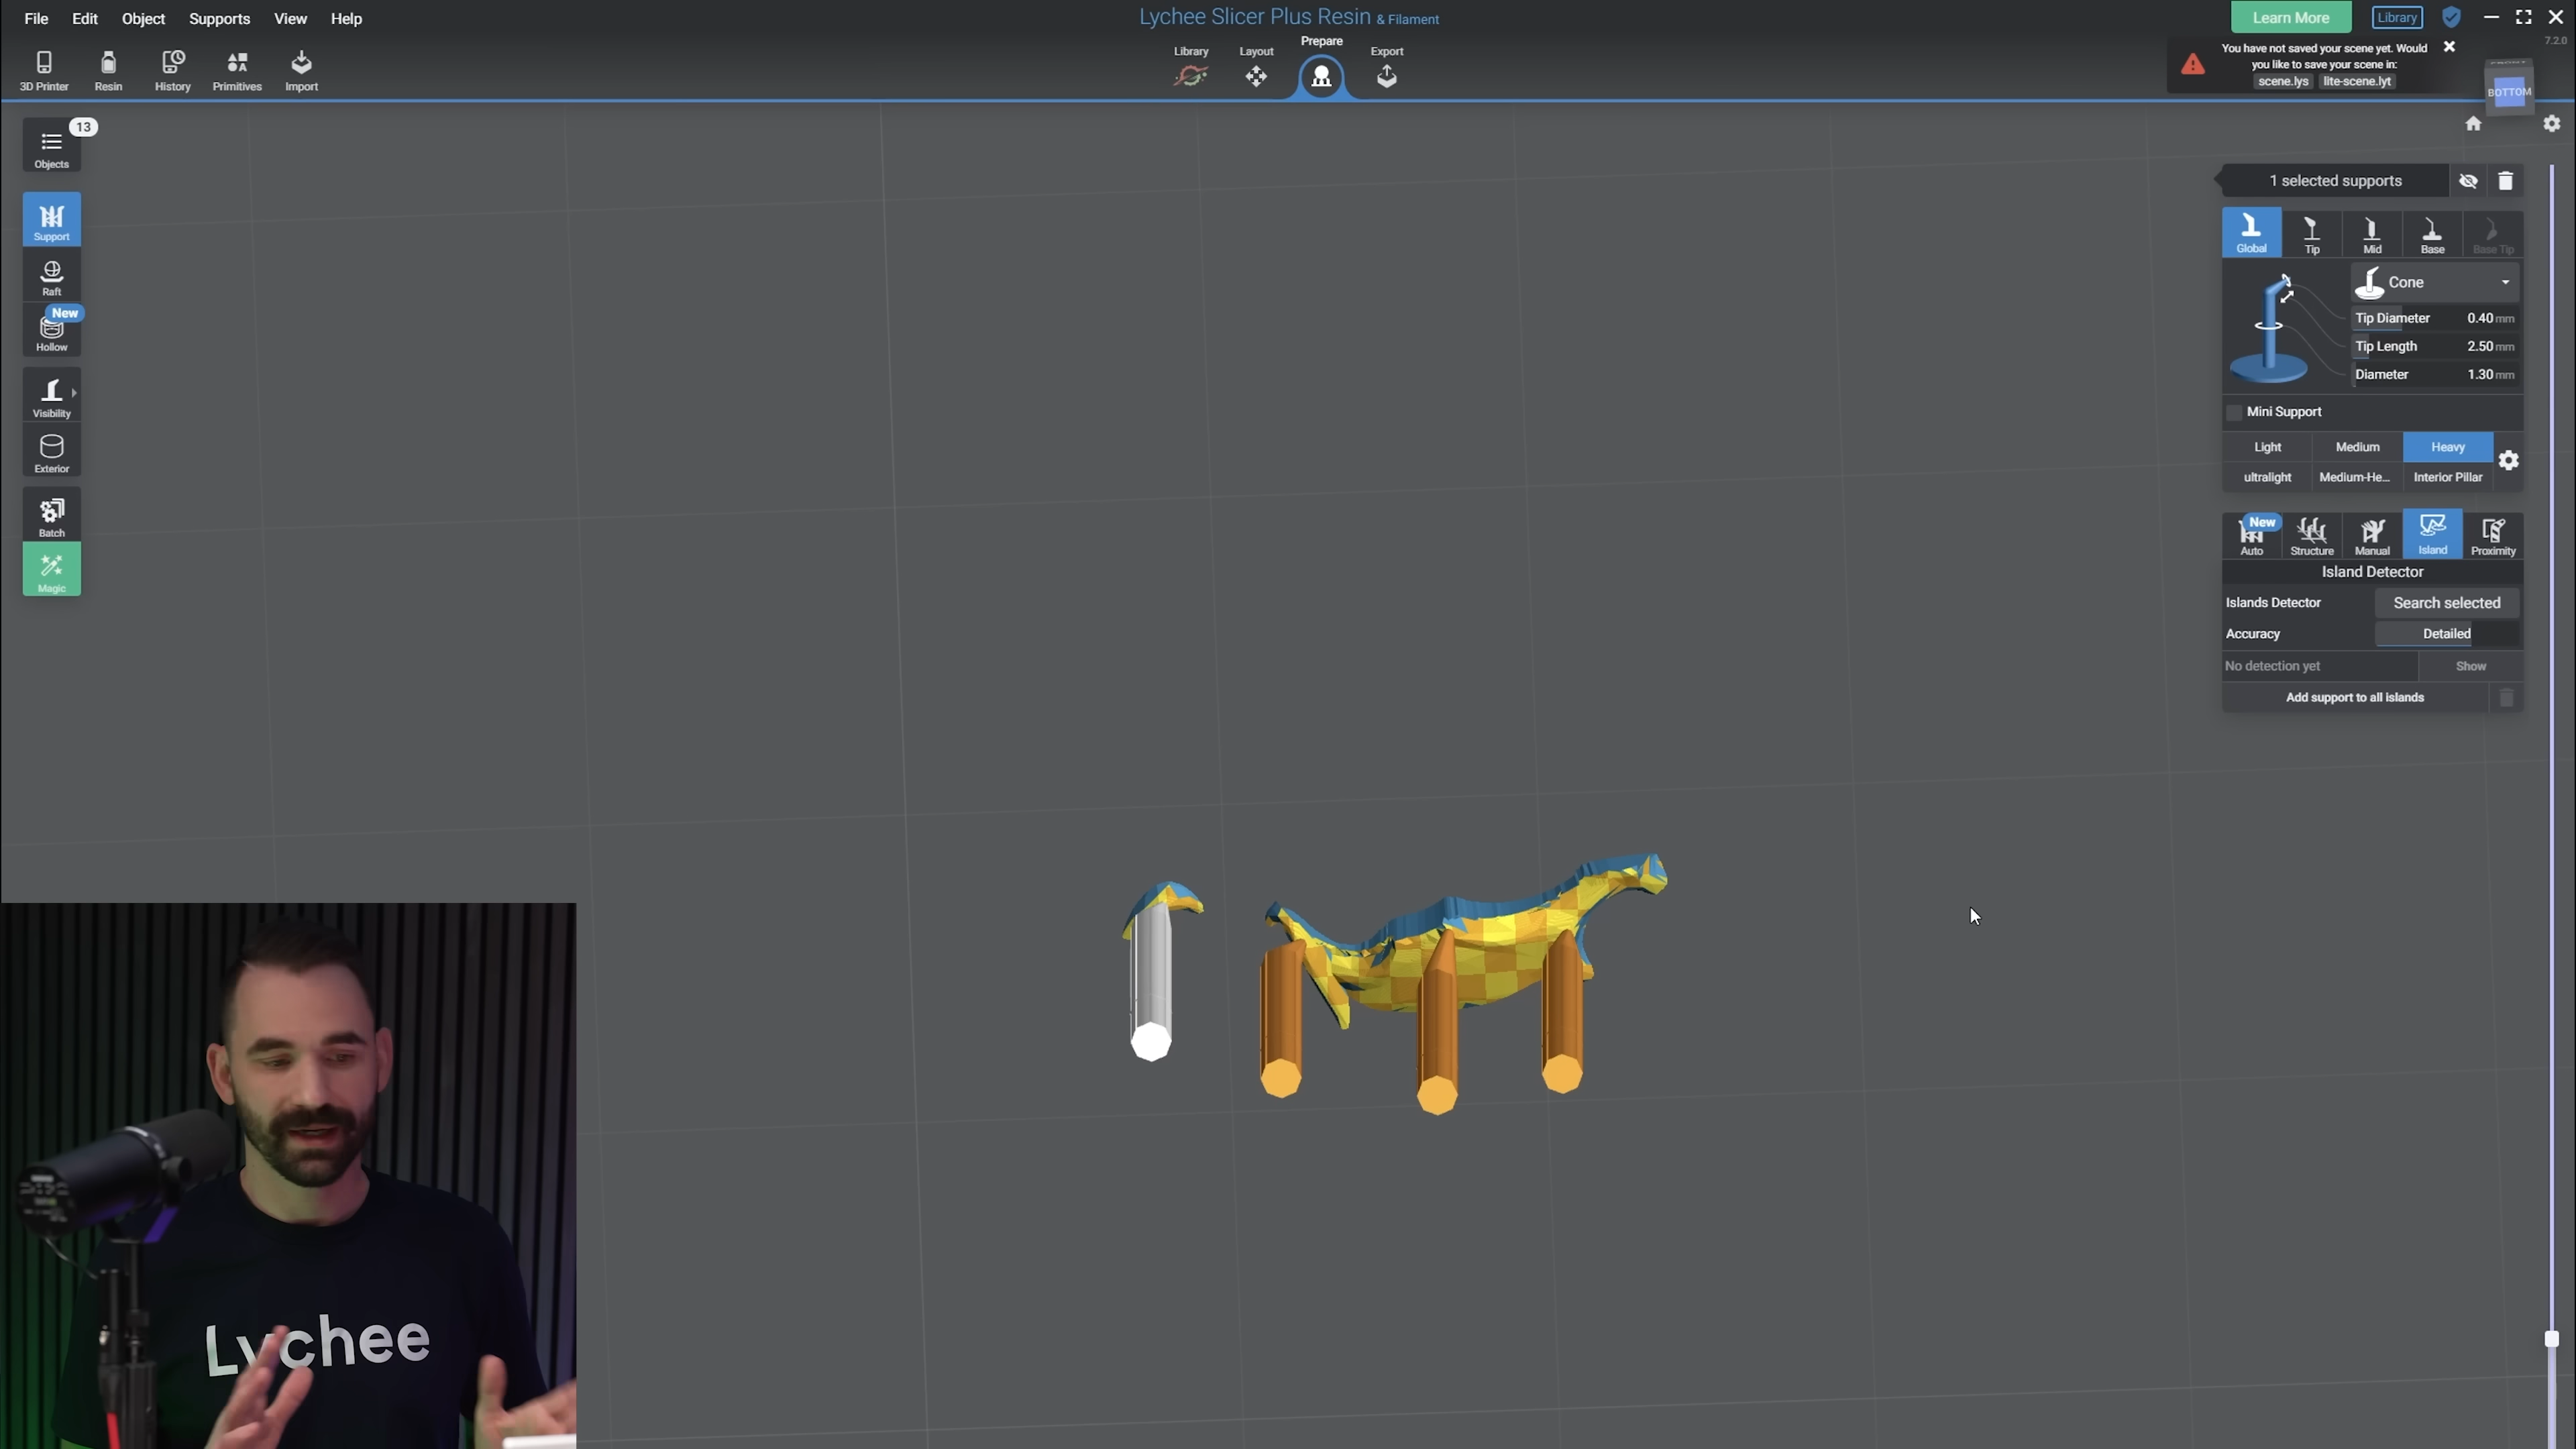 File Edit Object Supports View Help
Lychee Slicer Plus Resin & Filament
Learn More
Library
7.2.0
3D Printer
Resin
History
Primitives
Import
Library
Layout
Prepare
Export
You have not saved your scene yet. Would
you like to save your scene in:
scene.lys lite-scene.lyt
BOTTOM
13
Objects
Support
Raft
New
Hollow
Visibility
Exterior
Batch
Magic
1 selected supports
Global
Tip
Mid
Base
Base Tip
Cone
Tip Diameter 0.40 mm
Tip Length 2.50 mm
Diameter 1.30 mm
Mini Support
Light Medium Heavy
ultralight Medium-He... Interior Pillar
New
Auto
Structure
Manual
Island
Proximity
Island Detector
Islands Detector Search selected
Accuracy Detailed
No detection yet Show
Add support to all islands
Lychee